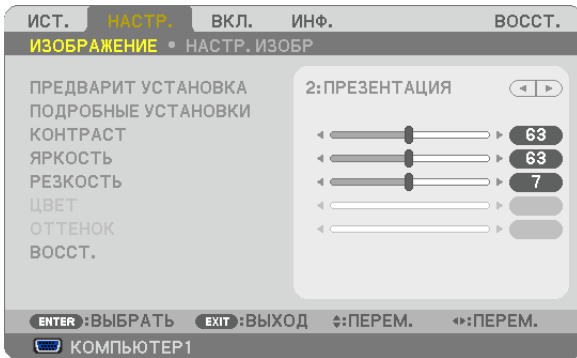 ИСТ. НАСТР. ВКЛ. ИНФ. ВОССТ.
ИЗОБРАЖЕНИЕ • НАСТР. ИЗОБР
ПРЕДВАРИТ УСТАНОВКА 2:ПРЕЗЕНТАЦИЯ
ПОДРОБНЫЕ УСТАНОВКИ
КОНТРАСТ 63
ЯРКОСТЬ 63
РЕЗКОСТЬ 7
ЦВЕТ
ОТТЕНОК
ВОССТ.
ENTER:ВЫБРАТЬ EXIT:ВЫХОД :ПЕРЕМ. :ПЕРЕМ.
КОМПЬЮТЕР1